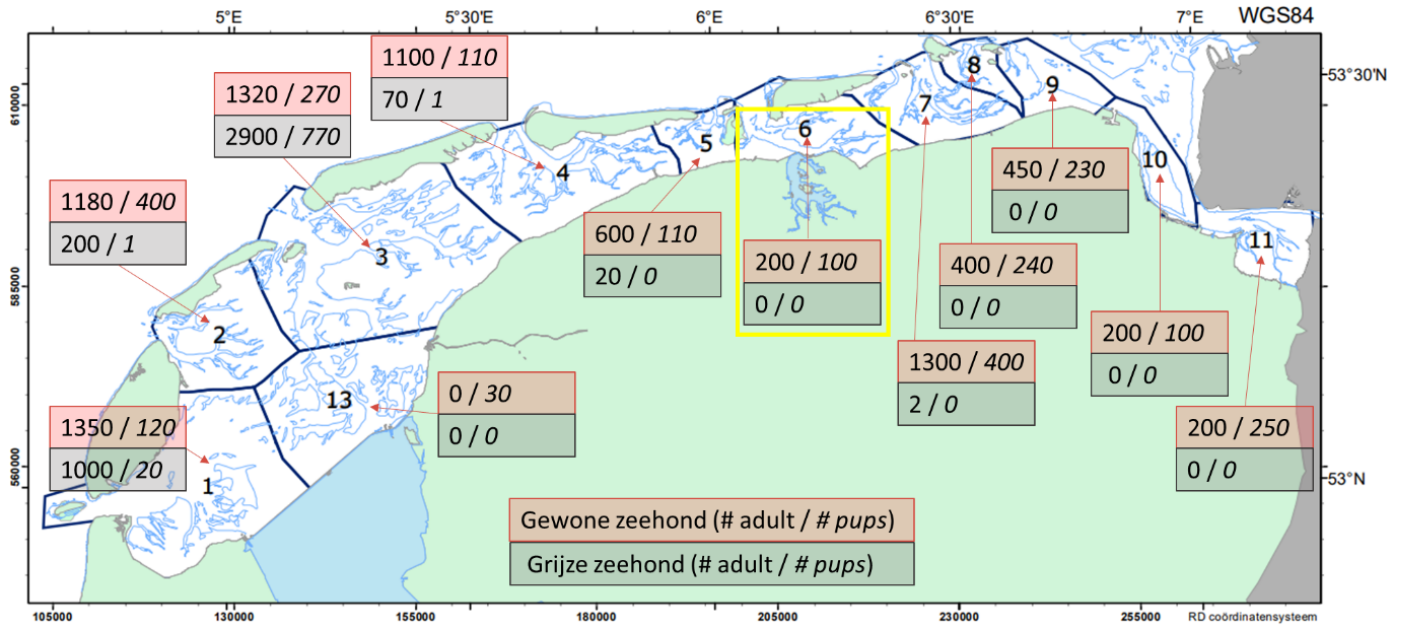 5°E
5°30'E
6°E
6°30'E
7°E
WGS84
53°30'N
53°N
610000
588000
560000
1100 / 110
70 / 1
1320 / 270
2900 / 770
1180 / 400
200 / 1
1350 / 120
1000 / 20
0 / 30
0 / 0
600 / 110
20 / 0
200 / 100
0 / 0
450 / 230
0 / 0
400 / 240
0 / 0
1300 / 400
2 / 0
200 / 100
0 / 0
200 / 250
0 / 0
1
2
3
4
5
6
7
8
9
10
11
13
Gewone zeehond (# adult / # pups)
Grijze zeehond (# adult / # pups)
105000
130000
155000
180000
205000
230000
255000
RD coördinatensysteem